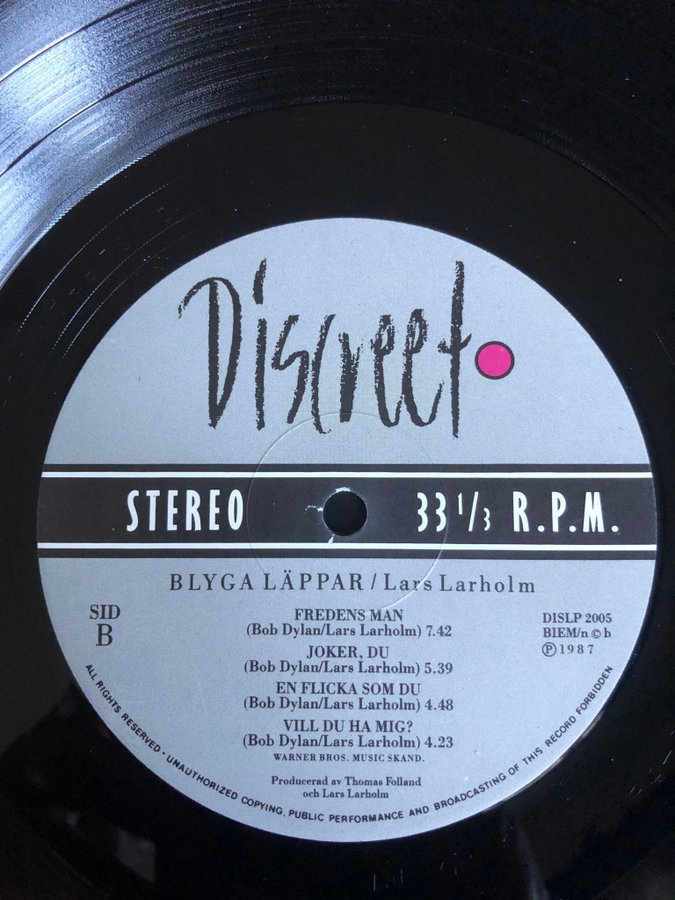 Discreet
STEREO 33 1/3 R.P.M.
BLYGA LÄPPAR / Lars Larholm
SID
B
FREDENS MAN
(Bob Dylan/Lars Larholm) 7.42
JOKER, DU
(Bob Dylan/Lars Larholm) 5.39
EN FLICKA SOM DU
(Bob Dylan/Lars Larholm) 4.48
VILL DU HA MIG?
(Bob Dylan/Lars Larholm) 4.23
WARNER BROS. MUSIC SKAND.
DISLP 2005
BIEM/n©b
Ⓟ1987
Producerad av Thomas Folland
och Lars Larholm
ALL RIGHTS RESERVED - UNAUTHORIZED COPYING, PUBLIC PERFORMANCE AND BROADCASTING OF THIS RECORD FORBIDDEN